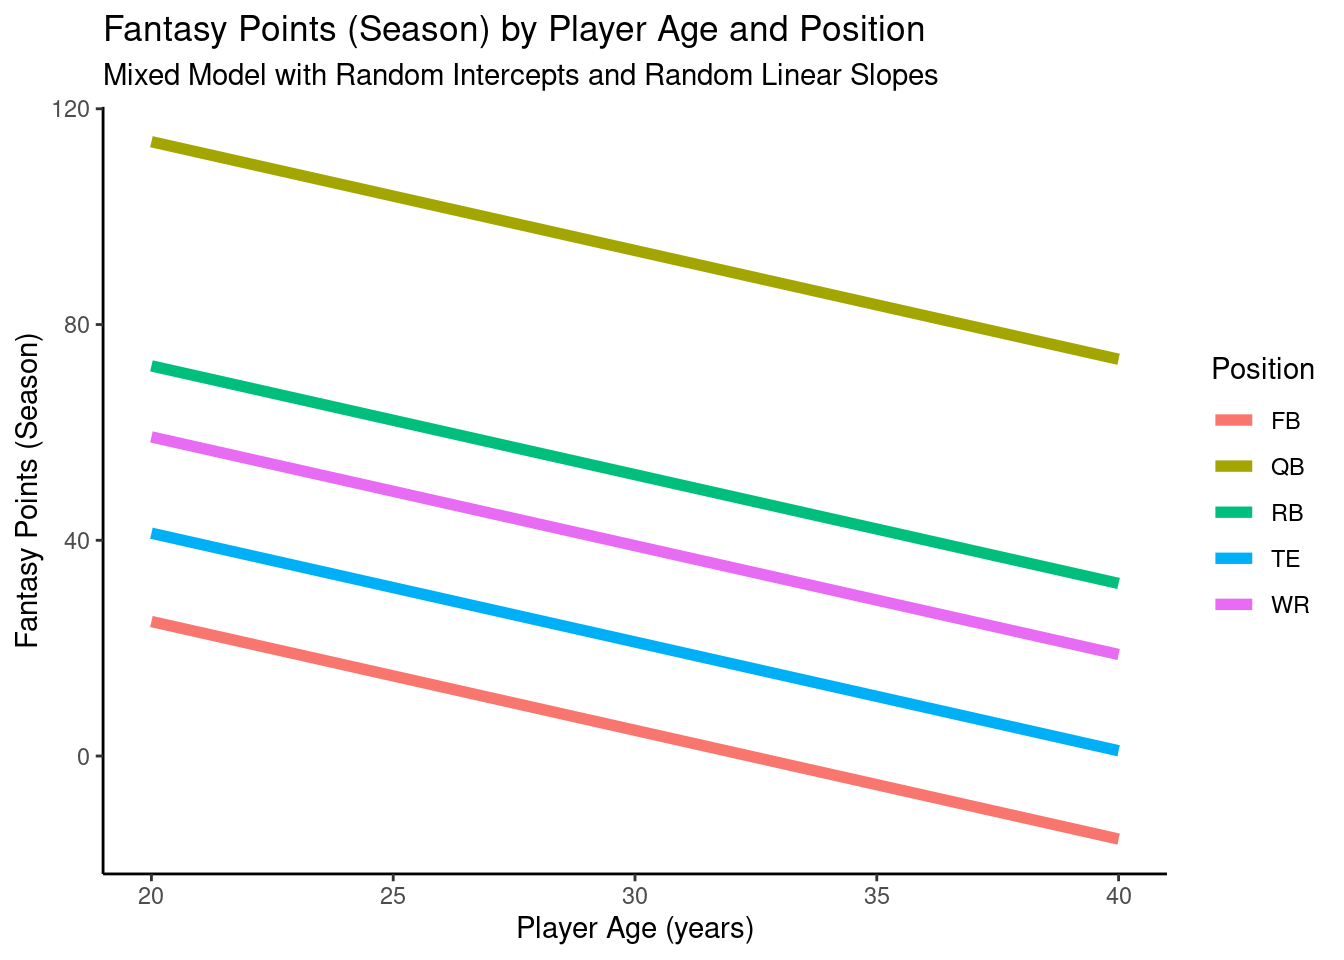 Fantasy Points (Season) by Player Age and Position
Mixed Model with Random Intercepts and Random Linear Slopes
120
80
40
0
Fantasy Points (Season)
20 25 30 35 40
Player Age (years)
Position
FB
QB
RB
TE
WR